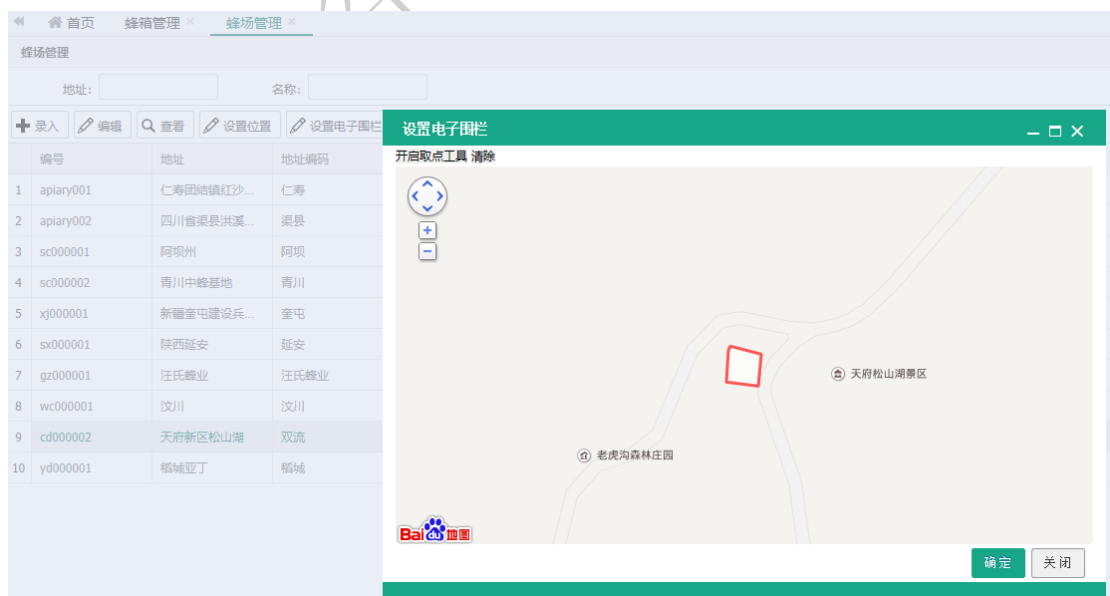 首页 蜂箱管理 × 蜂场管理 ×
蜂场管理
地址: 名称:
录入 编辑 查看 设置位置 设置电子围栏
编号 地址 地址编码
1 apiary001 仁寿团结镇红沙... 仁寿
2 apiary002 四川省渠县洪溪... 渠县
3 sc000001 阿坝州 阿坝
4 sc000002 青川中蜂基地 青川
5 xj000001 新疆奎屯建设兵... 奎屯
6 sx000001 陕西延安 延安
7 gz000001 汪氏蜂业 汪氏蜂业
8 wc000001 汶川 汶川
9 cd000002 天府新区松山湖 双流
10 yd000001 稻城亚丁 稻城
设置电子围栏
开启取点工具 清除
天府松山湖景区
老虎沟森林庄园
Bai du 地图
确定 关闭